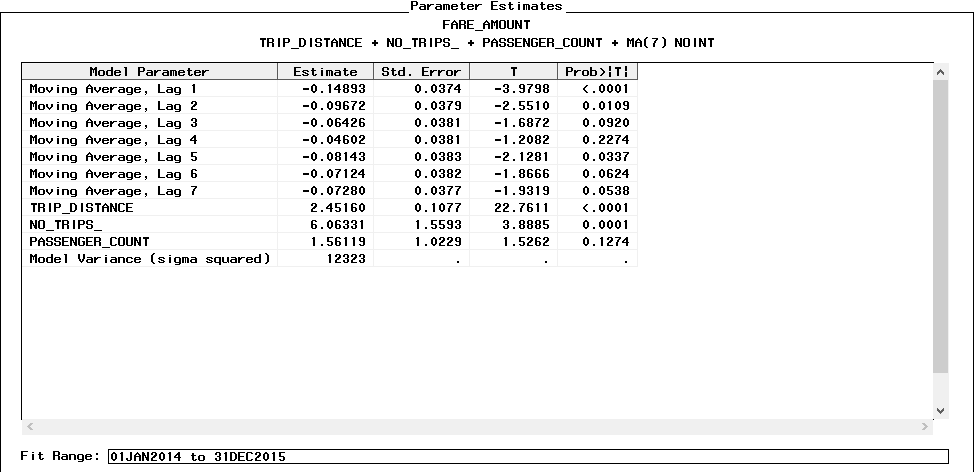 Parameter Estimates
FARE_AMOUNT
TRIP_DISTANCE + NO_TRIPS_ + PASSENGER_COUNT + MA(7) NOINT
Model Parameter Estimate Std. Error T Prob>|T|
Moving Average, Lag 1 -0.14893 0.0374 -3.9798 <.0001
Moving Average, Lag 2 -0.09672 0.0379 -2.5510 0.0109
Moving Average, Lag 3 -0.06426 0.0381 -1.6872 0.0920
Moving Average, Lag 4 -0.04602 0.0381 -1.2082 0.2274
Moving Average, Lag 5 -0.08143 0.0383 -2.1281 0.0337
Moving Average, Lag 6 -0.07124 0.0382 -1.8666 0.0624
Moving Average, Lag 7 -0.07280 0.0377 -1.9319 0.0538
TRIP_DISTANCE 2.45160 0.1077 22.7611 <.0001
NO_TRIPS_ 6.06331 1.5593 3.8885 0.0001
PASSENGER_COUNT 1.56119 1.0229 1.5262 0.1274
Model Variance (sigma squared) 12323 . . .
Fit Range: 01JAN2014 to 31DEC2015